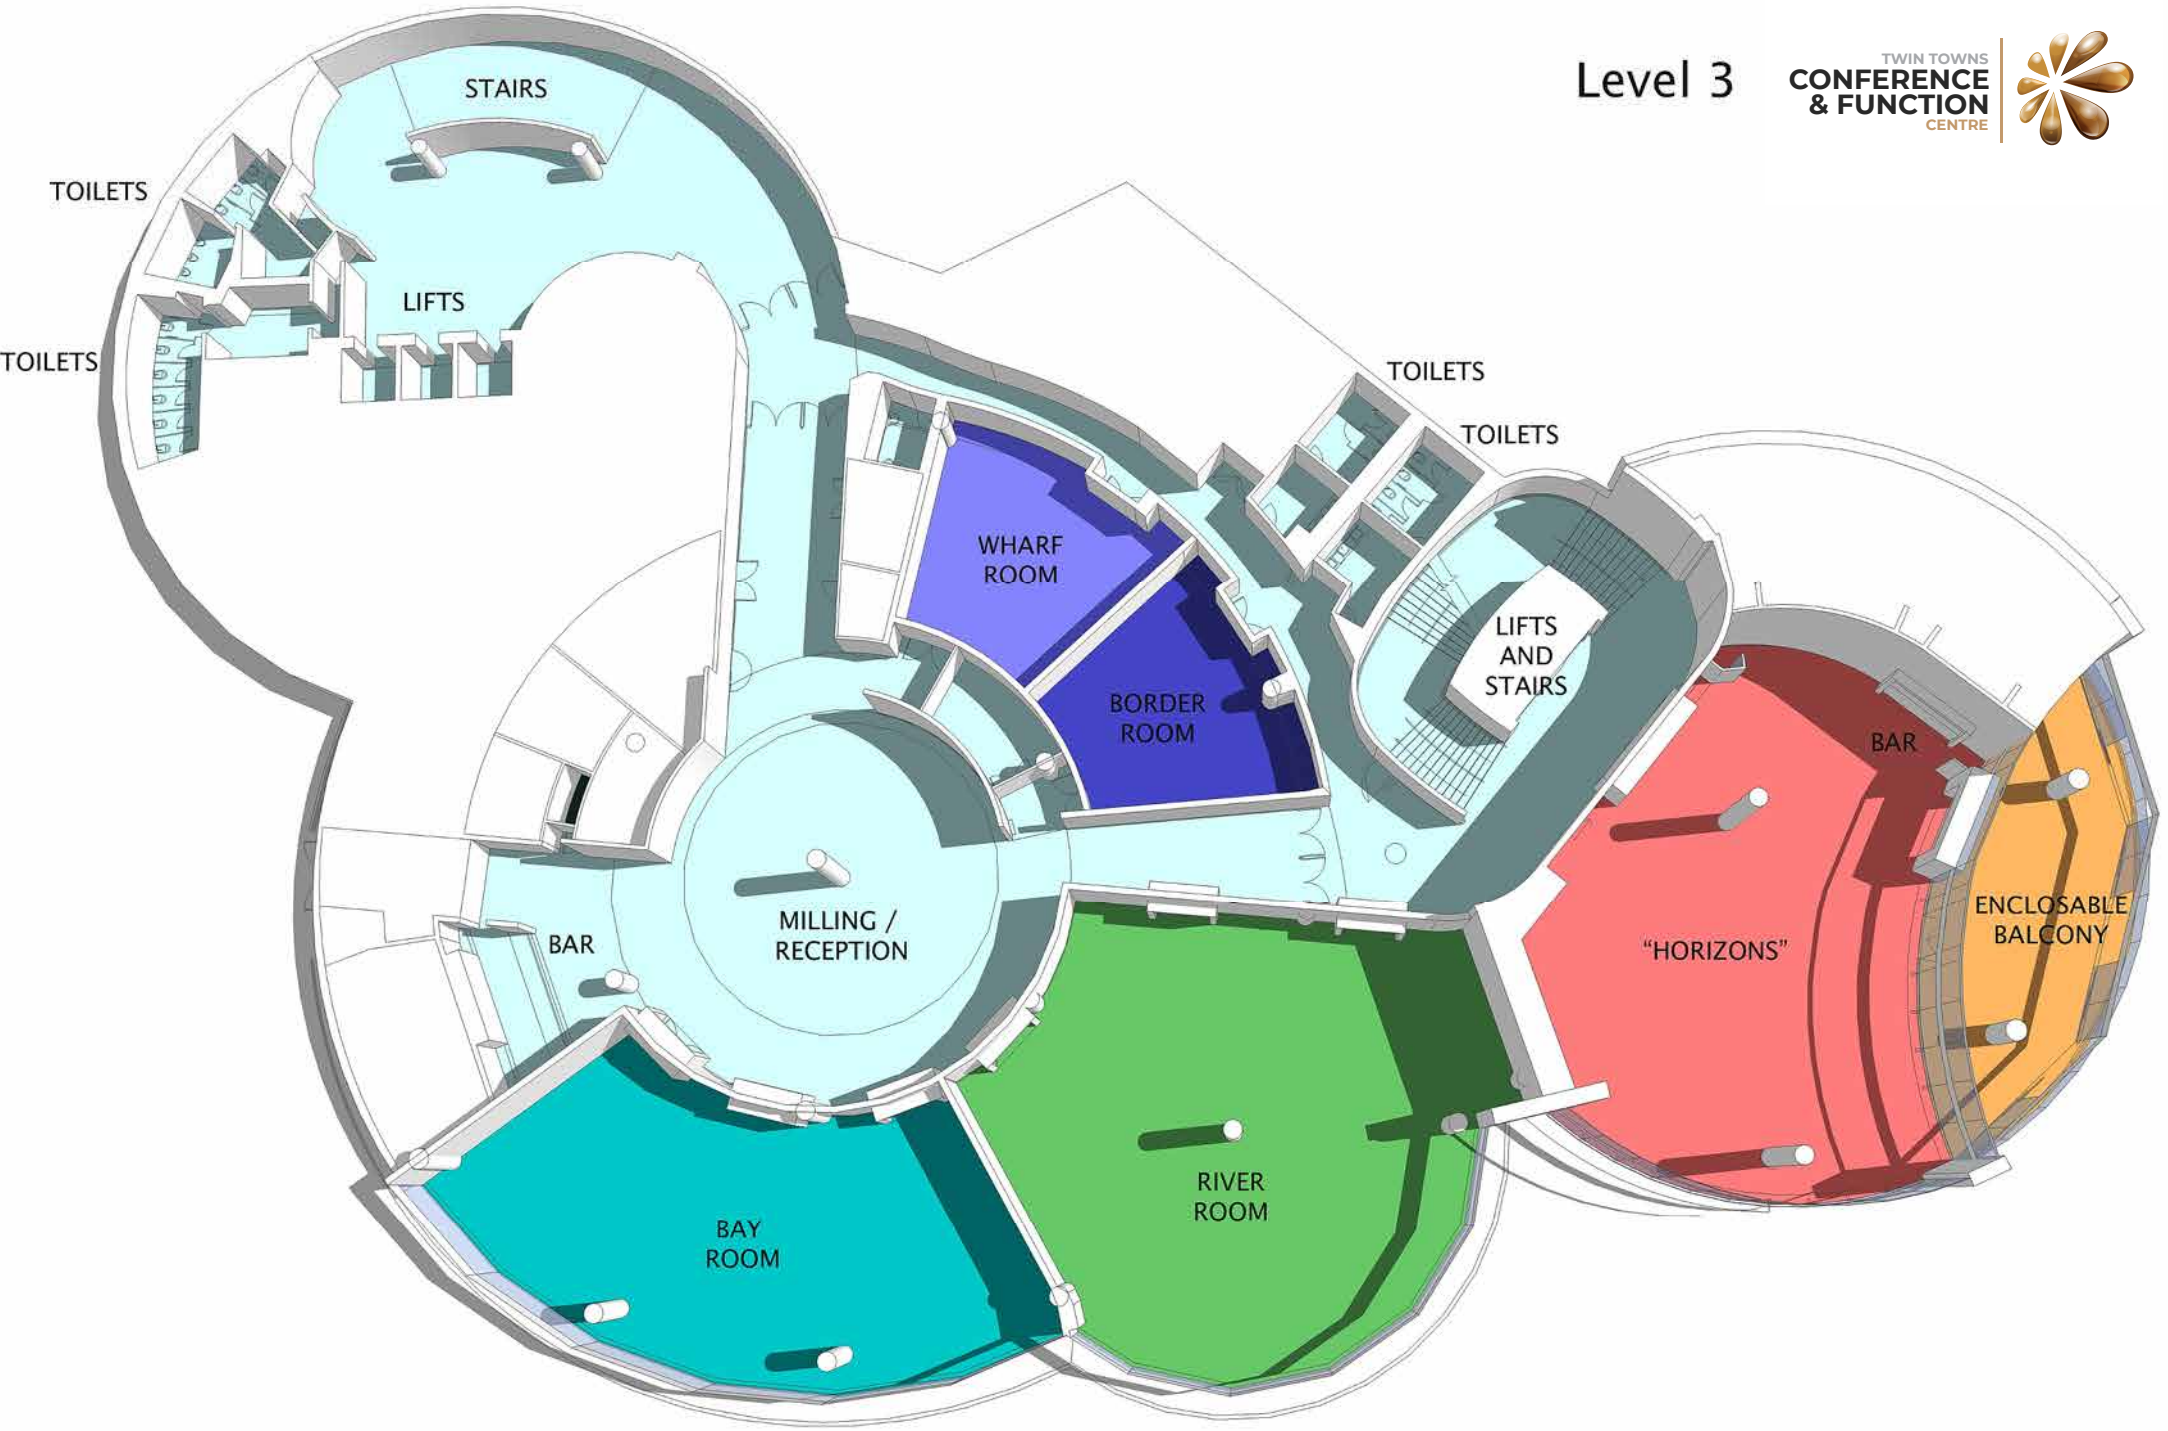 Level 3
TWIN TOWNS
CONFERENCE
& FUNCTION
CENTRE
STAIRS
TOILETS
LIFTS
TOILETS
TOILETS
TOILETS
WHARF
ROOM
LIFTS
AND
STAIRS
BORDER
ROOM
BAR
MILLING /
RECEPTION
BAR
"HORIZONS"
ENCLOSABLE
BALCONY
RIVER
ROOM
BAY
ROOM